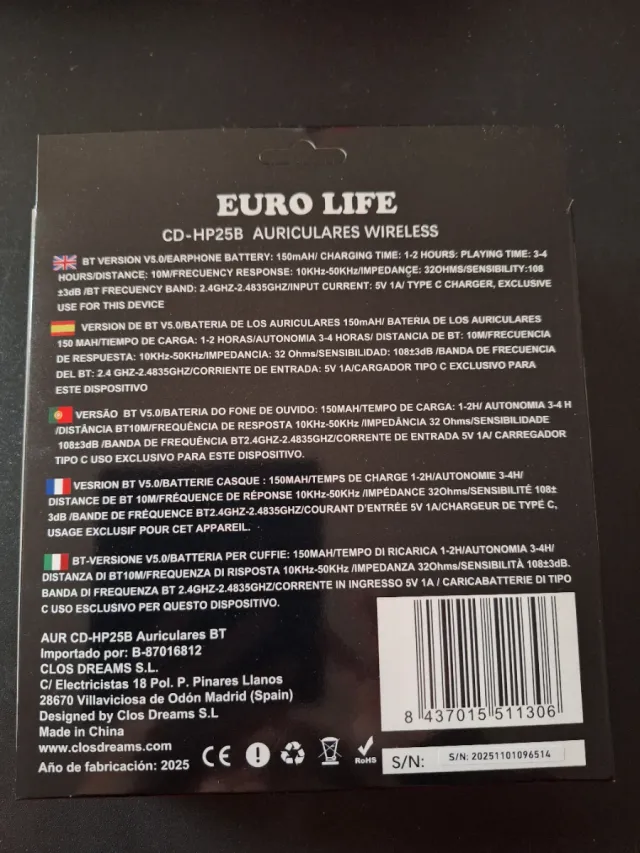 EURO LIFE
CD-HP25B AURICULARES WIRELESS
BT VERSION V5.0/EARPHONE BATTERY: 150mAH/ CHARGING TIME: 1-2 HOURS: PLAYING TIME: 3-4
HOURS/DISTANCE: 10M/FRECUENCY RESPONSE: 10KHz-50KHz/IMPEDANCE: 32OHMS/SENSIBILITY:108
±3dB /BT FRECUENCY BAND: 2.4GHZ-2.4835GHZ/INPUT CURRENT: 5V 1A/ TYPE C CHARGER, EXCLUSIVE
USE FOR THIS DEVICE
VERSION DE BT V5.0/BATERIA DE LOS AURICULARES 150mAH/ BATERIA DE LOS AURICULARES
150 MAH/TIEMPO DE CARGA: 1-2 HORAS/AUTONOMIA 3-4 HORAS/ DISTANCIA DE BT: 10M/FRECUENCIA
DE RESPUESTA: 10KHz-50KHz/IMPEDANCIA: 32 Ohms/SENSIBILIDAD: 108±3dB /BANDA DE FRECUENCIA
DEL BT: 2.4 GHZ-2.4835GHZ/CORRIENTE DE ENTRADA: 5V 1A/CARGADOR TIPO C EXCLUSIVO PARA
ESTE DISPOSITIVO
VERSÃO BT V5.0/BATERIA DO FONE DE OUVIDO: 150MAH/TEMPO DE CARGA: 1-2H/ AUTONOMIA 3-4 H
/DISTÂNCIA BT10M/FREQUÊNCIA DE RESPOSTA 10KHz-50KHz /IMPEDÂNCIA 32 Ohms/SENSIBILIDADE
108±3dB /BANDA DE FREQUÊNCIA BT2.4GHZ-2.4835GHZ/CORRENTE DE ENTRADA 5V 1A/ CARREGADOR
TIPO C USO EXCLUSIVO PARA ESTE DISPOSITIVO.
VERSION BT V5.0/BATTERIE CASQUE : 150MAH/TEMPS DE CHARGE 1-2H/AUTONOMIE 3-4H/
DISTANCE DE BT 10M/FRÉQUENCE DE RÉPONSE 10KHz-50KHz /IMPÉDANCE 32Ohms/SENSIBILITÉ 108±
3dB /BANDE DE FRÉQUENCE BT2.4GHZ-2.4835GHZ/COURANT D'ENTRÉE 5V 1A/CHARGEUR DE TYPE C,
USAGE EXCLUSIF POUR CET APPAREIL.
BT-VERSIONE V5.0/BATTERIA PER CUFFIE: 150MAH/TEMPO DI RICARICA 1-2H/AUTONOMIA 3-4H/
DISTANZA DI BT10M/FREQUENZA DI RISPOSTA 10KHz-50KHz /IMPEDANZA 32Ohms/SENSIBILITÀ 108±3dB.
BANDA DI FREQUENZA BT 2.4GHZ-2.4835GHZ/CORRENTE IN INGRESSO 5V 1A / CARICABATTERIE DI TIPO
C USO ESCLUSIVO PER QUESTO DISPOSITIVO.
AUR CD-HP25B Auriculares BT
Importado por: B-87016812
CLOS DREAMS S.L.
C/ Electricistas 18 Pol. P. Pinares Llanos
28670 Villaviciosa de Odón Madrid (Spain)
Designed by Clos Dreams S.L
Made in China
www.closdreams.com
Año de fabricación: 2025
CE
RoHS
8 437015 511306
S/N: S/N: 20251101096514